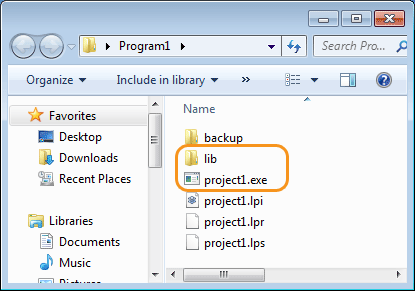 Program1
Search Pro...
Organize
Include in library
»
Name
Favorites
Desktop
Downloads
Recent Places
Libraries
Documents
Music
backup
lib
project1.exe
project1.lpi
project1.lpr
project1.lps